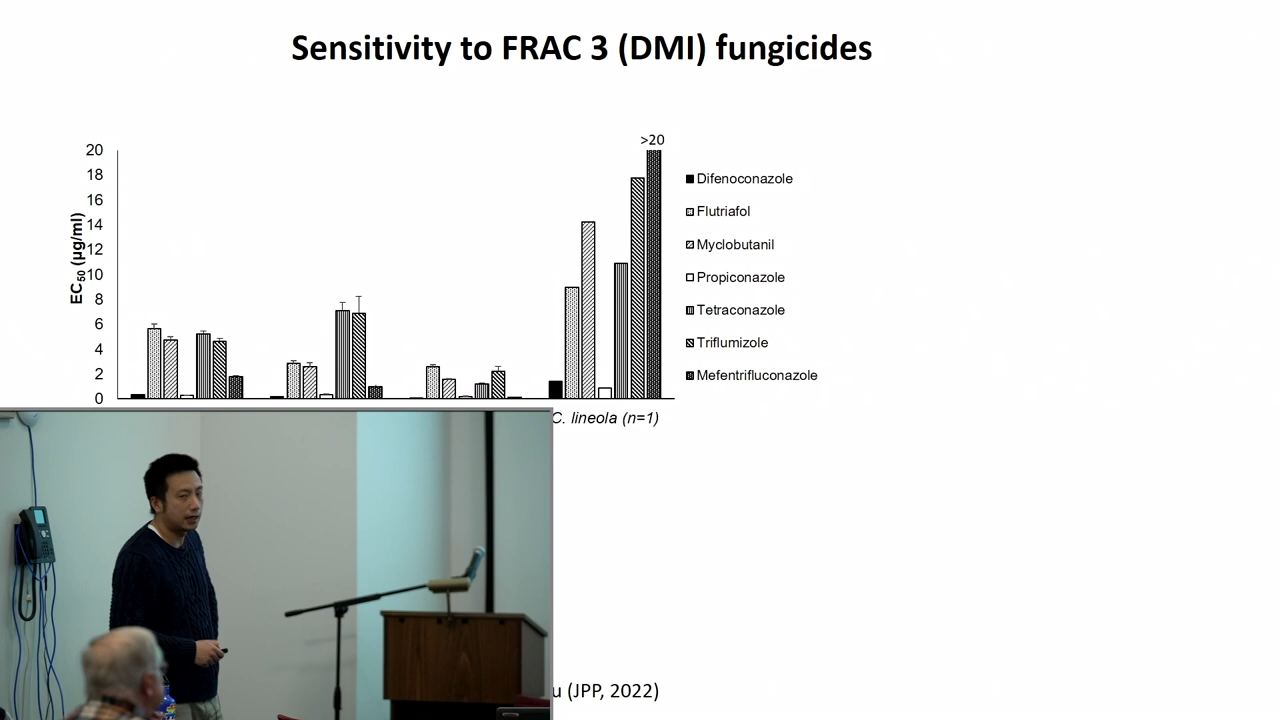 Sensitivity to FRAC 3 (DMI) fungicides
>20
20
18
16
14
12
10
8
6
4
2
0
EC50 (µg/ml)
Difenoconazole
Flutriafol
Myclobutanil
Propiconazole
Tetraconazole
Triflumizole
Mefentrifluconazole
C. lineola (n=1)
u (JPP, 2022)